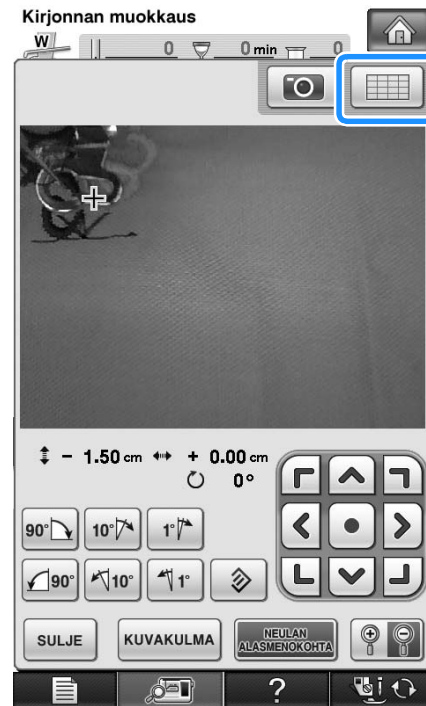 Kirjonnan muokkaus
W
0 0 min 0
- 1.50 cm + 0.00 cm
0°
90° 10° 1°
90° 10° 1°
SULJE KUVAKULMA NEULAN
ALASMENOKOHTA
?